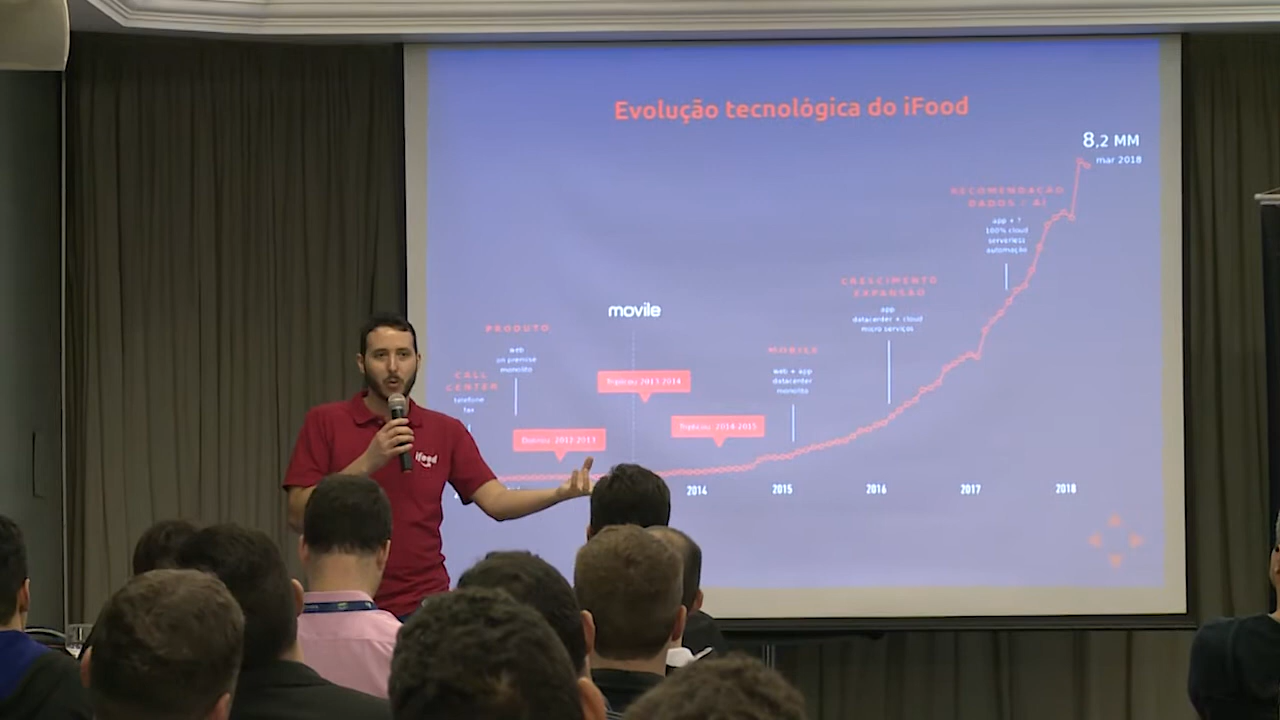 Evolução tecnológica do iFood
8,2 MM
mar 2018
RECOMENDAÇÃO
DADOS / AI
app + ?
100% cloud
serverless
automação
CRESCIMENTO
EXPANSÃO
app
datacenter + cloud
micro serviços
movile
PRODUTO
web
on premise
monolito
MOBILE
web + app
datacenter
monolito
CALL
CENTER
telefone
fax
Triplicou 2013-2014
Triplicou 2014-2015
Dobrou 2012-2013
2014
2015
2016
2017
2018
ifood